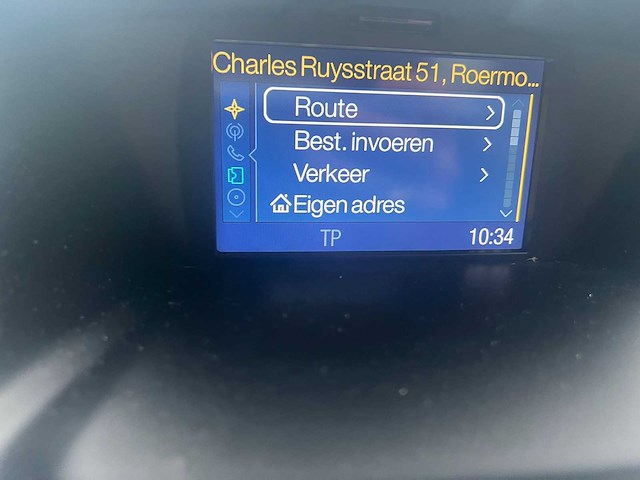 Charles Ruysstraat 51, Roermo...
Route
Best. invoeren
Verkeer
Eigen adres
TP 10:34